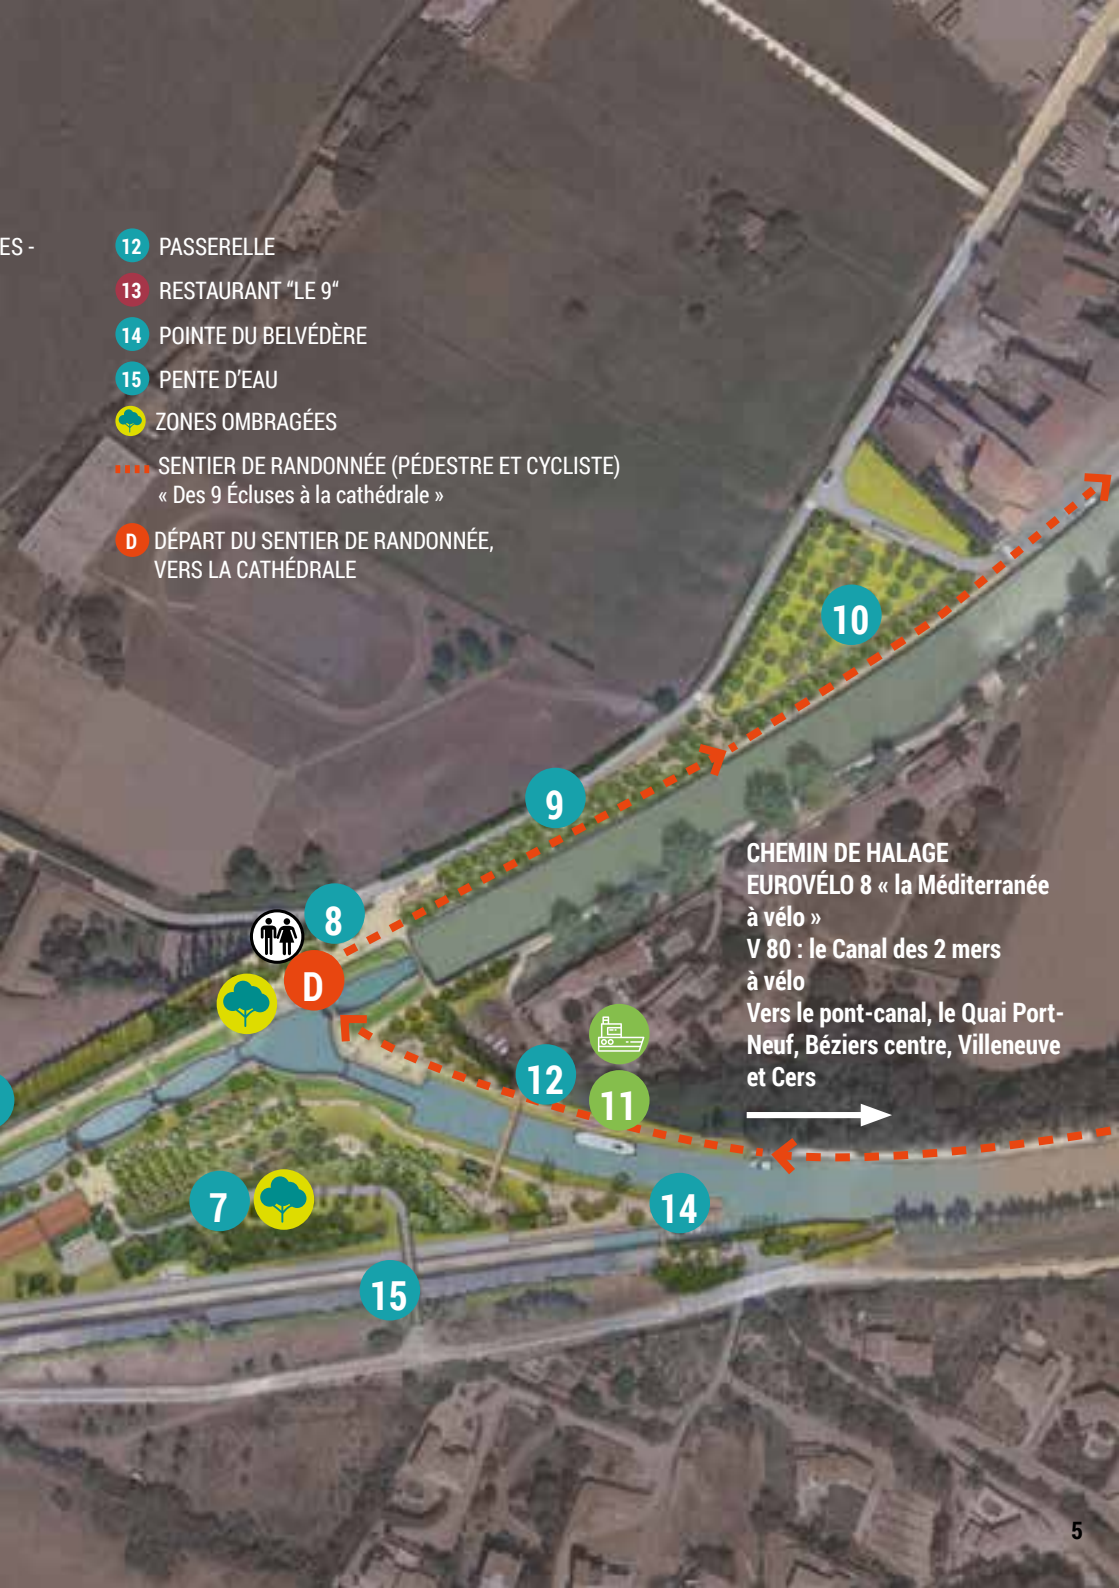 ES -
12 PASSERELLE
13 RESTAURANT “LE 9“
14 POINTE DU BELVÉDÈRE
15 PENTE D’EAU
ZONES OMBRAGÉES
SENTIER DE RANDONNÉE (PÉDESTRE ET CYCLISTE)
« Des 9 Écluses à la cathédrale »
D DÉPART DU SENTIER DE RANDONNÉE,
VERS LA CATHÉDRALE
10
9
8
D
CHEMIN DE HALAGE
EUROVÉLO 8 « la Méditerranée
à vélo »
V 80 : le Canal des 2 mers
à vélo
Vers le pont-canal, le Quai Port-
Neuf, Béziers centre, Villeneuve
et Cers
12
11
7
14
15
5